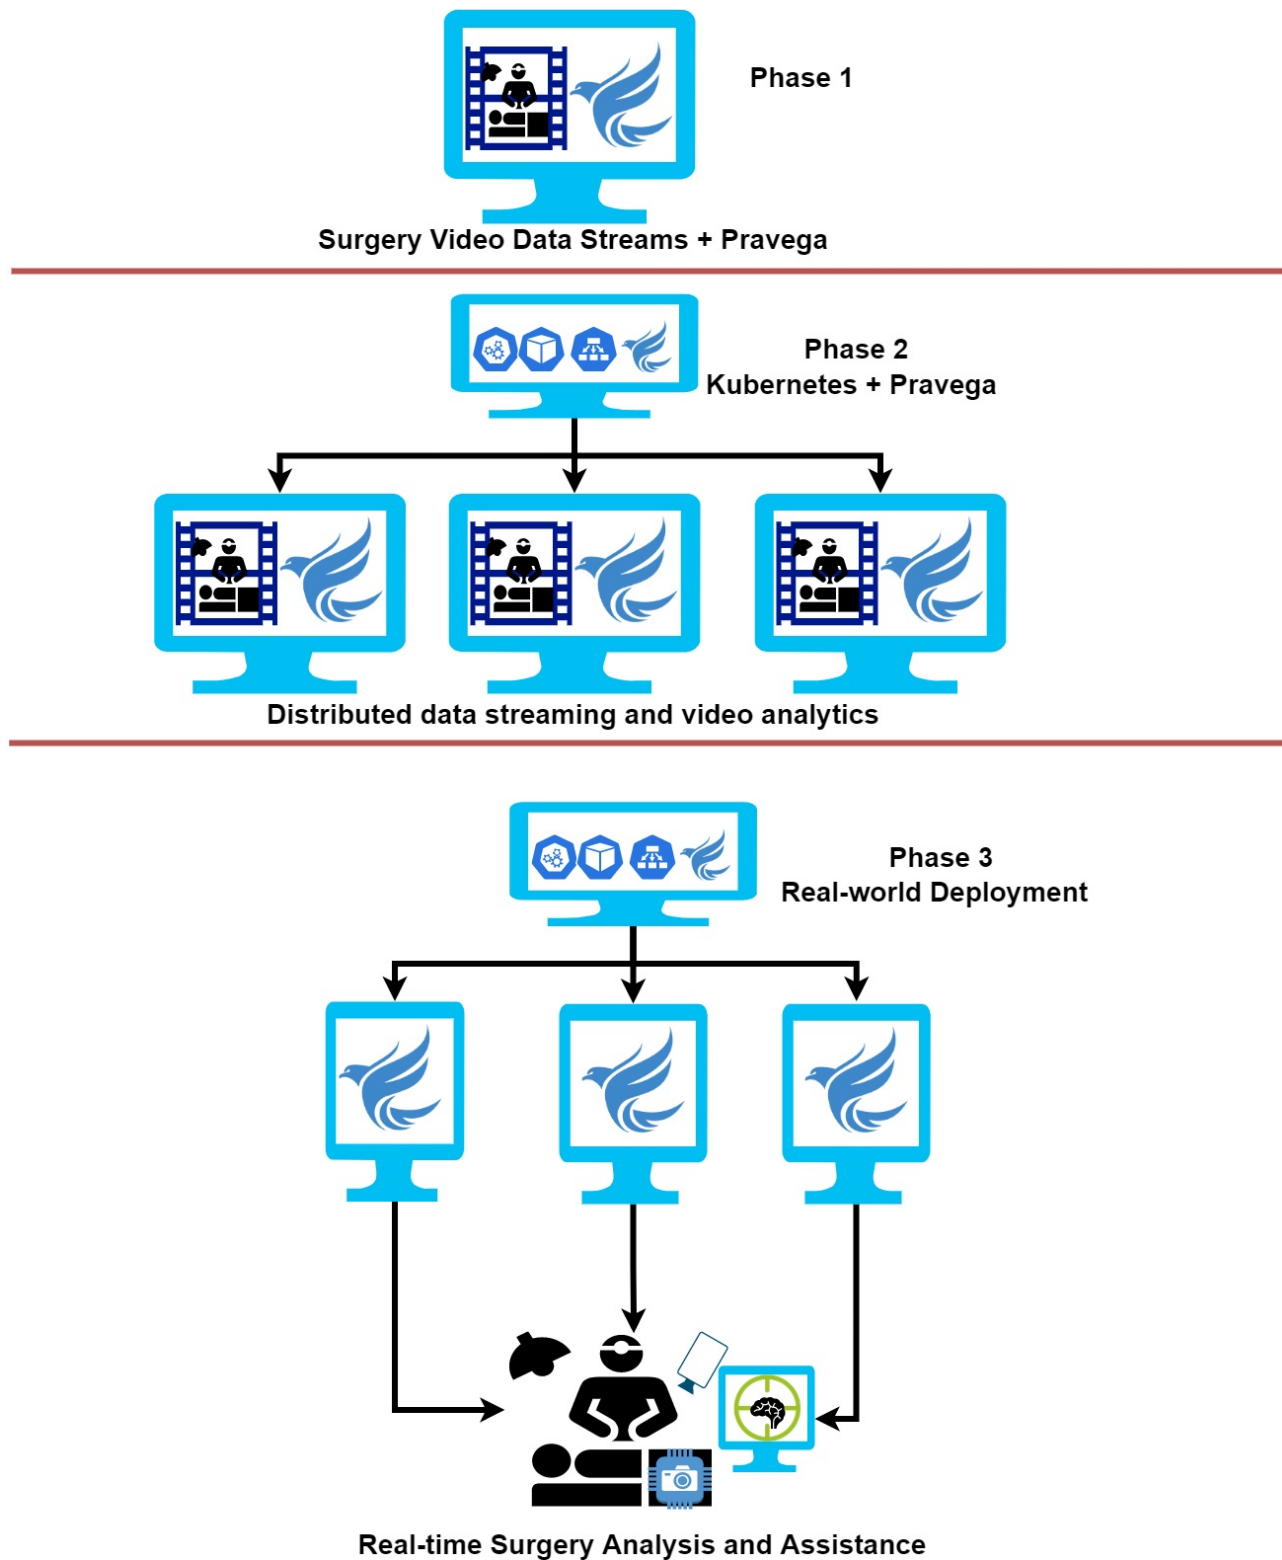 Phase 1
Surgery Video Data Streams + Pravega
Phase 2
Kubernetes + Pravega
Distributed data streaming and video analytics
Phase 3
Real-world Deployment
Real-time Surgery Analysis and Assistance